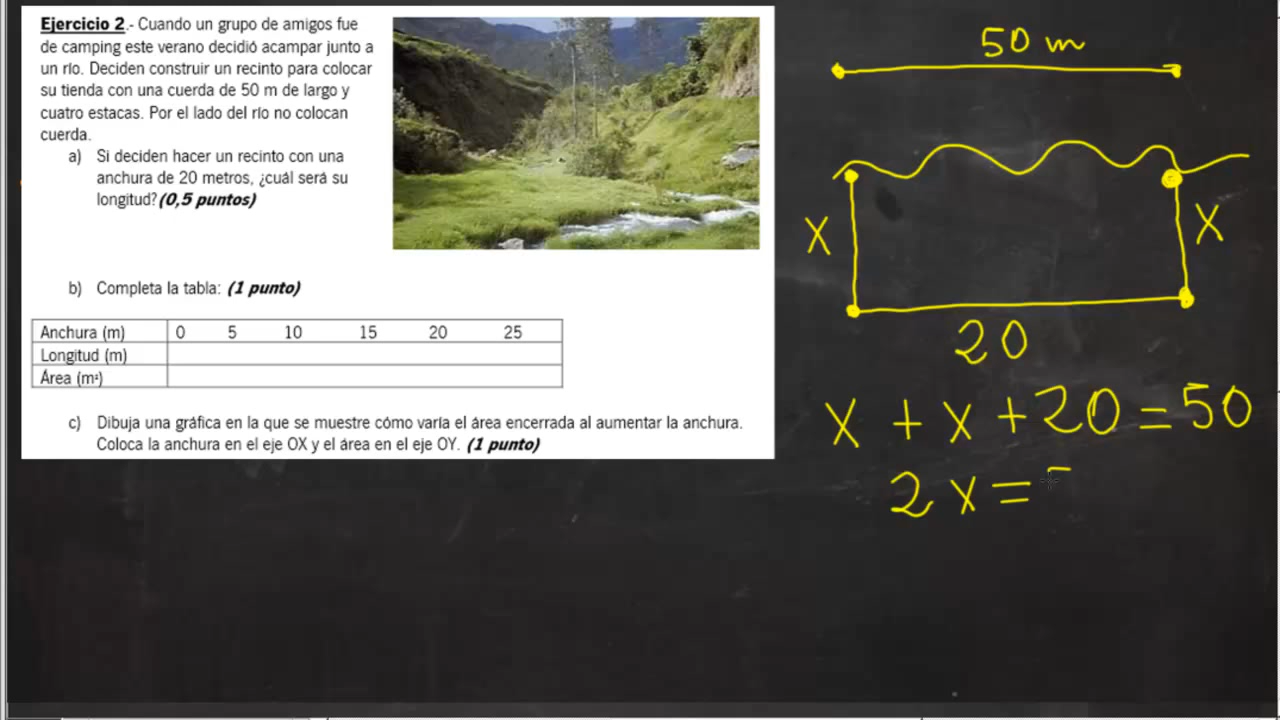 Ejercicio 2.- Cuando un grupo de amigos fue
de camping este verano decidió acampar junto a
un río. Deciden construir un recinto para colocar
su tienda con una cuerda de 50 m de largo y
cuatro estacas. Por el lado del río no colocan
cuerda.
a) Si deciden hacer un recinto con una
anchura de 20 metros, ¿cuál será su
longitud? (0,5 puntos)
b) Completa la tabla: (1 punto)
Anchura (m) 0 5 10 15 20 25
Longitud (m)
Área (m²)
c) Dibuja una gráfica en la que se muestre cómo varía el área encerrada al aumentar la anchura.
Coloca la anchura en el eje OX y el área en el eje OY. (1 punto)
50 m
x x
20
x + x + 20 = 50
2x =